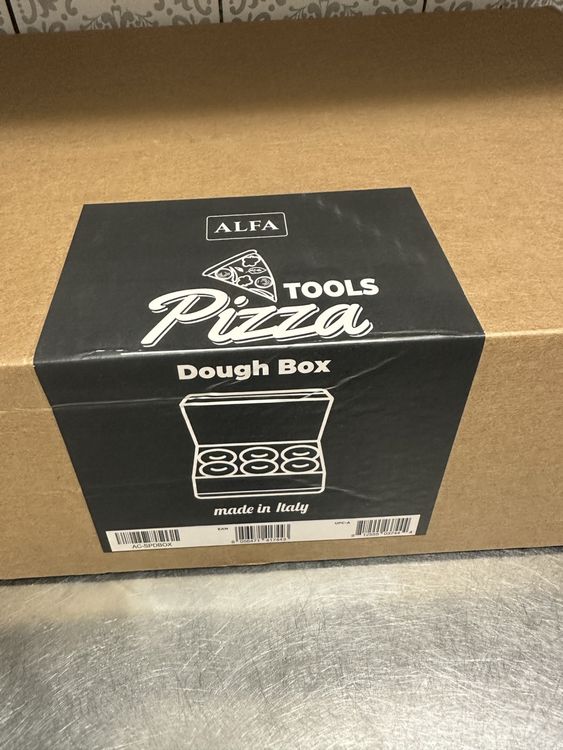 ALFA
TOOLS
Pizza
Dough Box
made in Italy
EAN
UPC-A
AC-SPDBOX